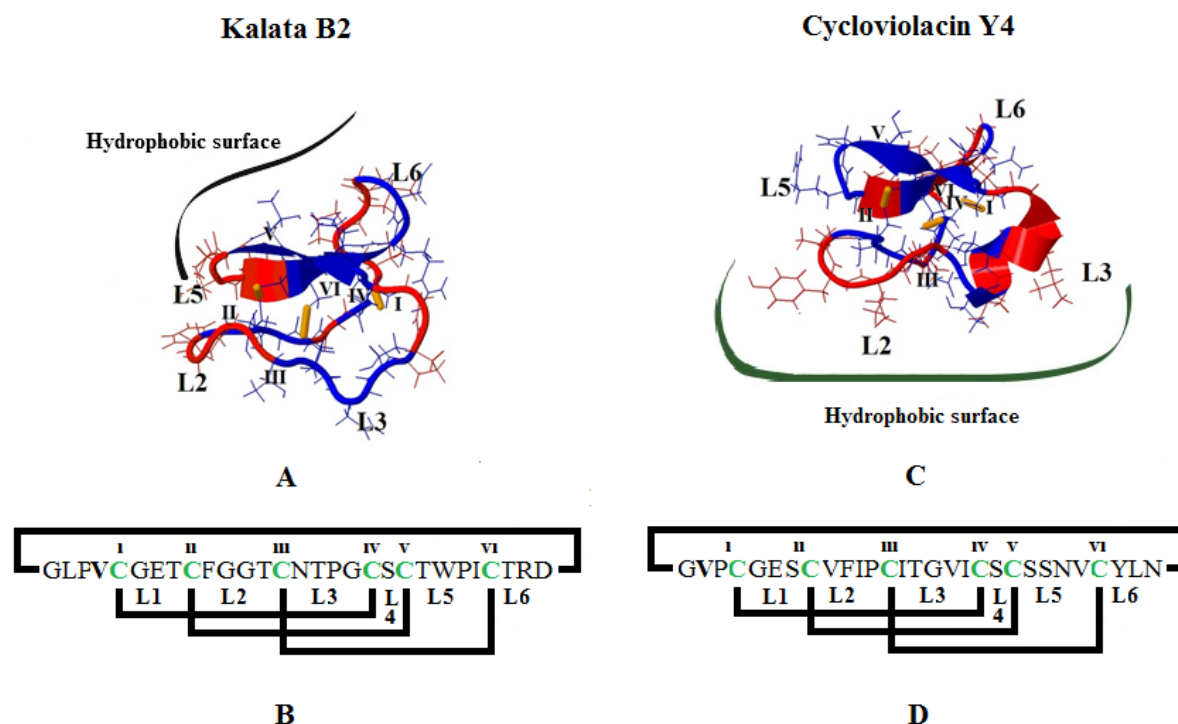 Kalata B2
Cycloviolacin Y4
Hydrophobic surface
L6
V
L5
VI
IV
I
II
L2
III
L3
L6
V
L5
VI
IV
I
II
III
L3
L2
Hydrophobic surface
A
C
i ii iii iv v vi
GLPVCGETCFGGTCNTPGCSCTWPICTRD
L1 L2 L3 L4 L5 L6
i ii iii iv v vi
GVPCGESCVFIPCITGVICSCSSNVCYLN
L1 L2 L3 L4 L5 L6
B
D